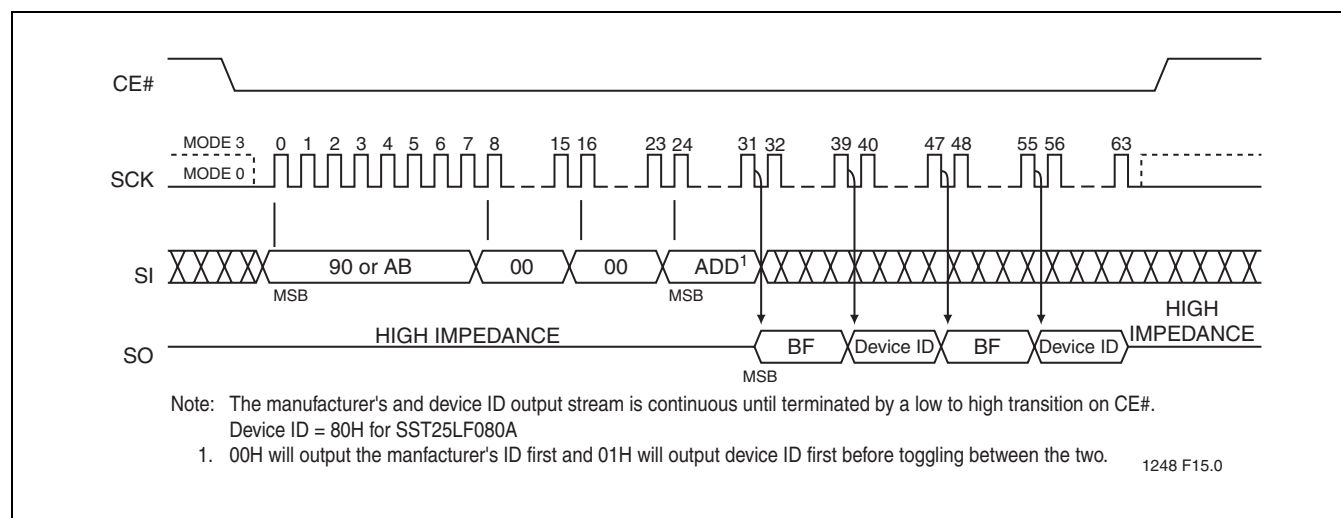 CE#
MODE 3
0 1 2 3 4 5 6 7 8 15 16 23 24 31 32 39 40 47 48 55 56 63
SCK
MODE 0
SI
90 or AB 00 00 ADD1
MSB MSB
HIGH IMPEDANCE
HIGH IMPEDANCE
SO
BF Device ID BF Device ID
MSB
Note: The manufacturer's and device ID output stream is continuous until terminated by a low to high transition on CE#.
Device ID = 80H for SST25LF080A
1. 00H will output the manfacturer's ID first and 01H will output device ID first before toggling between the two.
1248 F15.0